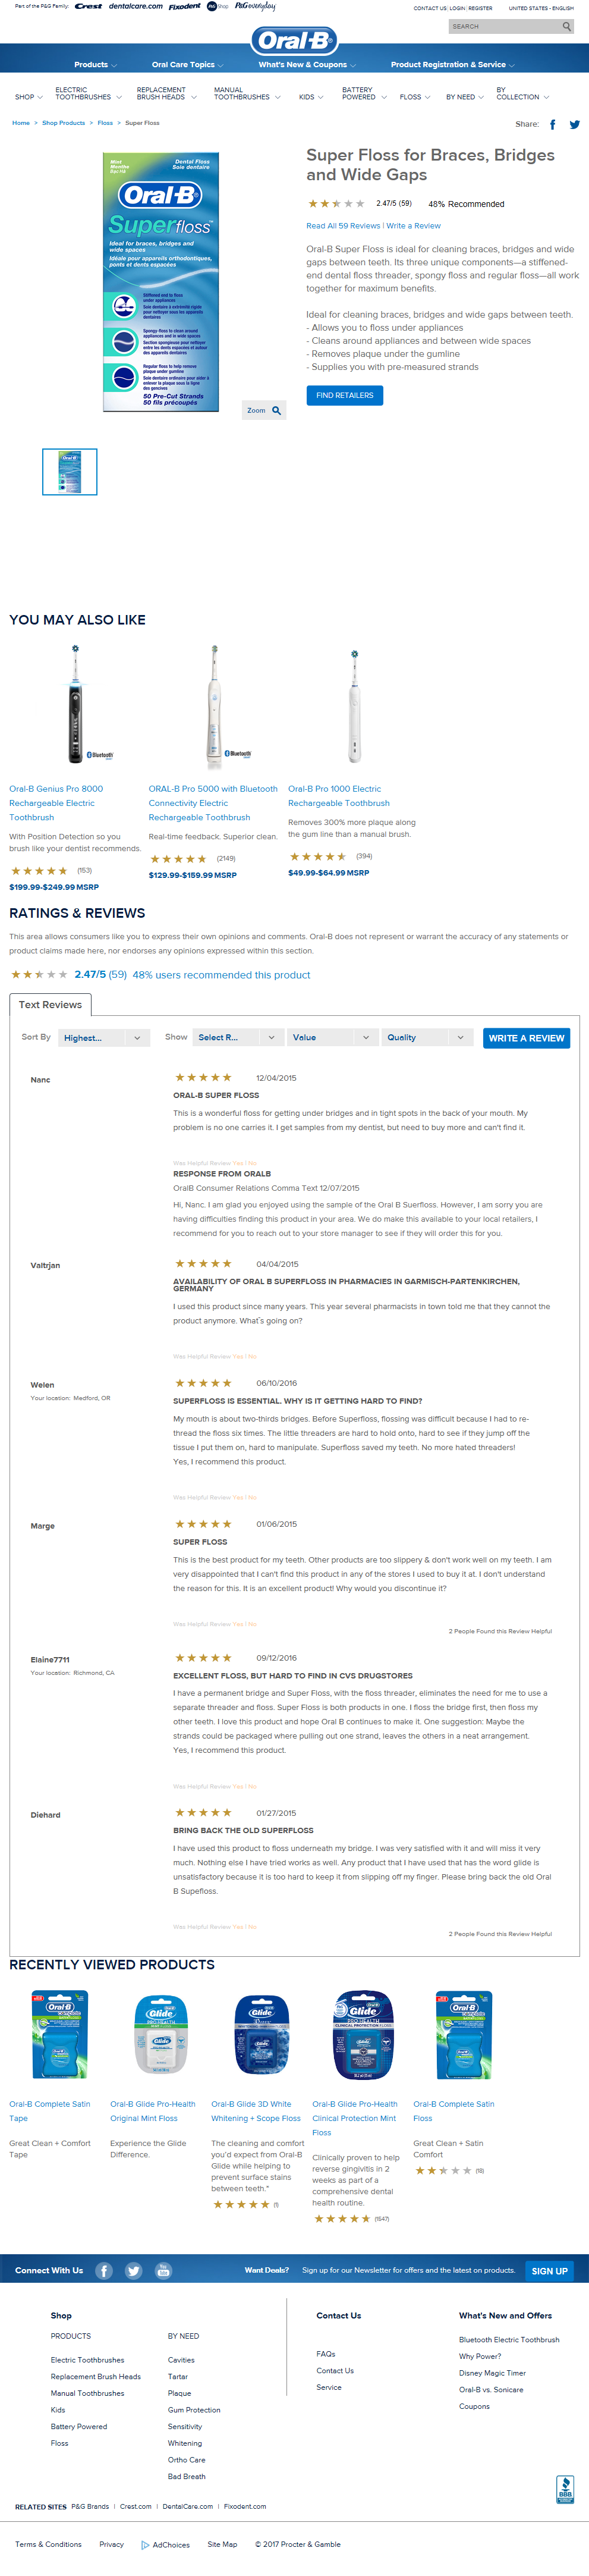 Part of the P&G Family: Crest dentalcare.com Fixodent P&G Shop P&Geveryday
CONTACT US: LOGIN: REGISTER UNITED STATES - ENGLISH
SEARCH
Oral-B
Products Oral Care Topics What's New & Coupons Product Registration & Service
SHOP ELECTRIC TOOTHBRUSHES REPLACEMENT BRUSH HEADS MANUAL TOOTHBRUSHES KIDS BATTERY POWERED FLOSS BY NEED BY COLLECTION
Home > Shop Products > Floss > Super Floss
Share:
Mint
Menthe
Dental Floss
Soie dentaire
Oral-B
Superfloss
Ideal for braces, bridges and
wide spaces
Idéale pour appareils orthodontiques,
ponts et dents espacées
Stiffened end to floss
under appliances
Spongy-floss to clean around
appliances and in wide spaces
Regular floss to help remove
plaque under gumline
50 Pre-Cut Strands
50 fils précoupés
Zoom
Super Floss for Braces, Bridges
and Wide Gaps
2.47/5 (59) 48% Recommended
Read All 59 Reviews | Write a Review
Oral-B Super Floss is ideal for cleaning braces, bridges and wide
gaps between teeth. Its three unique components—a stiffened-
end dental floss threader, spongy floss and regular floss—all work
together for maximum benefits.
Ideal for cleaning braces, bridges and wide gaps between teeth.
- Allows you to floss under appliances
- Cleans around appliances and between wide spaces
- Removes plaque under the gumline
- Supplies you with pre-measured strands
FIND RETAILERS
YOU MAY ALSO LIKE
Bluetooth
Bluetooth
Oral-B Genius Pro 8000
Rechargeable Electric
Toothbrush
With Position Detection so you
brush like your dentist recommends.
(153)
$199.99-$249.99 MSRP
ORAL-B Pro 5000 with Bluetooth
Connectivity Electric
Rechargeable Toothbrush
Real-time feedback. Superior clean.
(2149)
$129.99-$159.99 MSRP
Oral-B Pro 1000 Electric
Rechargeable Toothbrush
Removes 300% more plaque along
the gum line than a manual brush.
(394)
$49.99-$64.99 MSRP
RATINGS & REVIEWS
This area allows consumers like you to express their own opinions and comments. Oral-B does not represent or warrant the accuracy of any statements or
product claims made here, nor endorses any opinions expressed within this section.
2.47/5 (59) 48% users recommended this product
Text Reviews
Sort By Highest... Show Select R... Value Quality WRITE A REVIEW
Nanc
12/04/2015
ORAL-B SUPER FLOSS
This is a wonderful floss for getting under bridges and in tight spots in the back of your mouth. My
problem is no one carries it. I get samples from my dentist, but need to buy more and can't find it.
Was Helpful Review Yes | No
RESPONSE FROM ORALB
OralB Consumer Relations Comma Text 12/07/2015
Hi, Nanc. I am glad you enjoyed using the sample of the Oral B Suerfloss. However, I am sorry you are
having difficulties finding this product in your area. We do make this available to your local retailers, I
recommend for you to reach out to your store manager to see if they will order this for you.
Valtrjan
04/04/2015
AVAILABILITY OF ORAL B SUPERFLOSS IN PHARMACIES IN GARMISCH-PARTENKIRCHEN,
GERMANY
I used this product since many years. This year several pharmacists in town told me that they cannot the
product anymore. What´s going on?
Was Helpful Review Yes | No
Welen
Your location: Medford, OR
06/10/2016
SUPERFLOSS IS ESSENTIAL. WHY IS IT GETTING HARD TO FIND?
My mouth is about two-thirds bridges. Before Superfloss, flossing was difficult because I had to re-
thread the floss six times. The little threaders are hard to hold onto, hard to see if they jump off the
tissue I put them on, hard to manipulate. Superfloss saved my teeth. No more hated threaders!
Yes, I recommend this product.
Was Helpful Review Yes | No
Marge
01/06/2015
SUPER FLOSS
This is the best product for my teeth. Other products are too slippery & don't work well on my teeth. I am
very disappointed that I can't find this product in any of the stores I used to buy it at. I don't understand
the reason for this. It is an excellent product! Why would you discontinue it?
Was Helpful Review Yes | No
2 People Found this Review Helpful
Elaine7711
Your location: Richmond, CA
09/12/2016
EXCELLENT FLOSS, BUT HARD TO FIND IN CVS DRUGSTORES
I have a permanent bridge and Super Floss, with the floss threader, eliminates the need for me to use a
separate threader and floss. Super Floss is both products in one. I floss the bridge first, then floss my
other teeth. I love this product and hope Oral B continues to make it. One suggestion: Maybe the
strands could be packaged where pulling out one strand, leaves the others in a neat arrangement.
Yes, I recommend this product.
Was Helpful Review Yes | No
Diehard
01/27/2015
BRING BACK THE OLD SUPERFLOSS
I have used this product to floss underneath my bridge. I was very satisfied with it and will miss it very
much. Nothing else I have tried works as well. Any product that I have used that has the word glide is
unsatisfactory because it is too hard to keep it from slipping off my finger. Please bring back the old Oral
B Supefloss.
Was Helpful Review Yes | No
2 People Found this Review Helpful
RECENTLY VIEWED PRODUCTS
Oral-B Complete Satin
Tape
Great Clean + Comfort
Tape
Oral-B Glide Pro-Health
Original Mint Floss
Experience the Glide
Difference.
Oral-B Glide 3D White
Whitening + Scope Floss
The cleaning and comfort
you'd expect from Oral-B
Glide while helping to
prevent surface stains
between teeth.*
(1)
Oral-B Glide Pro-Health
Clinical Protection Mint
Floss
Clinically proven to help
reverse gingivitis in 2
weeks as part of a
comprehensive dental
health routine.
(1547)
Oral-B Complete Satin
Floss
Great Clean + Satin
Comfort
(18)
Connect With Us
Want Deals? Sign up for our Newsletter for offers and the latest on products. SIGN UP
Shop
PRODUCTS
Electric Toothbrushes
Replacement Brush Heads
Manual Toothbrushes
Kids
Battery Powered
Floss
BY NEED
Cavities
Tartar
Plaque
Gum Protection
Sensitivity
Whitening
Ortho Care
Bad Breath
Contact Us
FAQs
Contact Us
Service
What's New and Offers
Bluetooth Electric Toothbrush
Why Power?
Disney Magic Timer
Oral-B vs. Sonicare
Coupons
BBB
RELATED SITES P&G Brands | Crest.com | DentalCare.com | Fixodent.com
Terms & Conditions Privacy AdChoices Site Map © 2017 Procter & Gamble